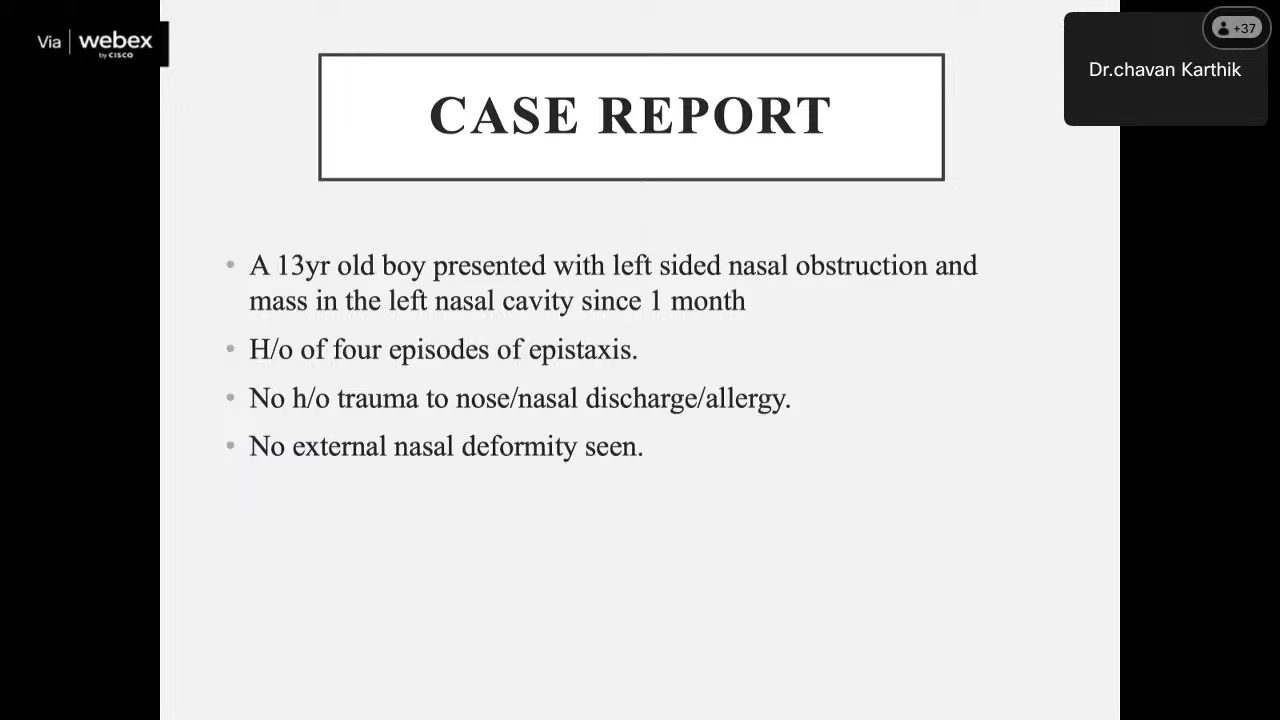 Via webex
by CISCO
+37
Dr.chavan Karthik
CASE REPORT
• A 13yr old boy presented with left sided nasal obstruction and
mass in the left nasal cavity since 1 month
• H/o of four episodes of epistaxis.
• No h/o trauma to nose/nasal discharge/allergy.
• No external nasal deformity seen.